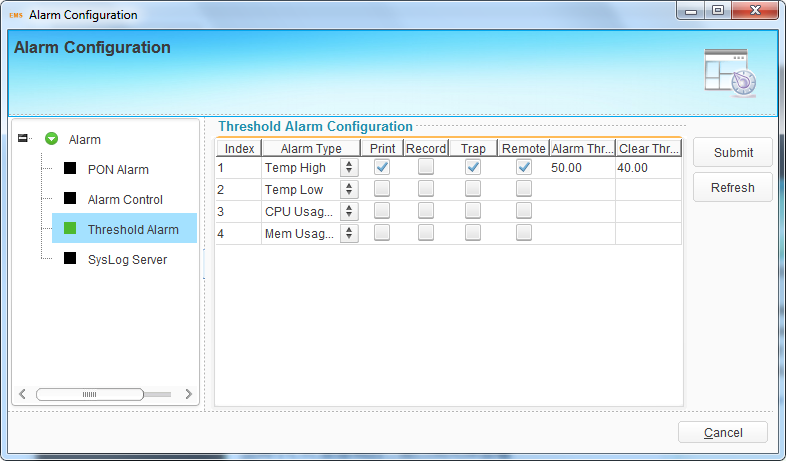 EMS Alarm Configuration
Alarm Configuration
Alarm
PON Alarm
Alarm Control
Threshold Alarm
SysLog Server
Threshold Alarm Configuration
Index Alarm Type Print Record Trap Remote Alarm Thr... Clear Thr...
1 Temp High 50.00 40.00
2 Temp Low
3 CPU Usag...
4 Mem Usag...
Submit
Refresh
Cancel